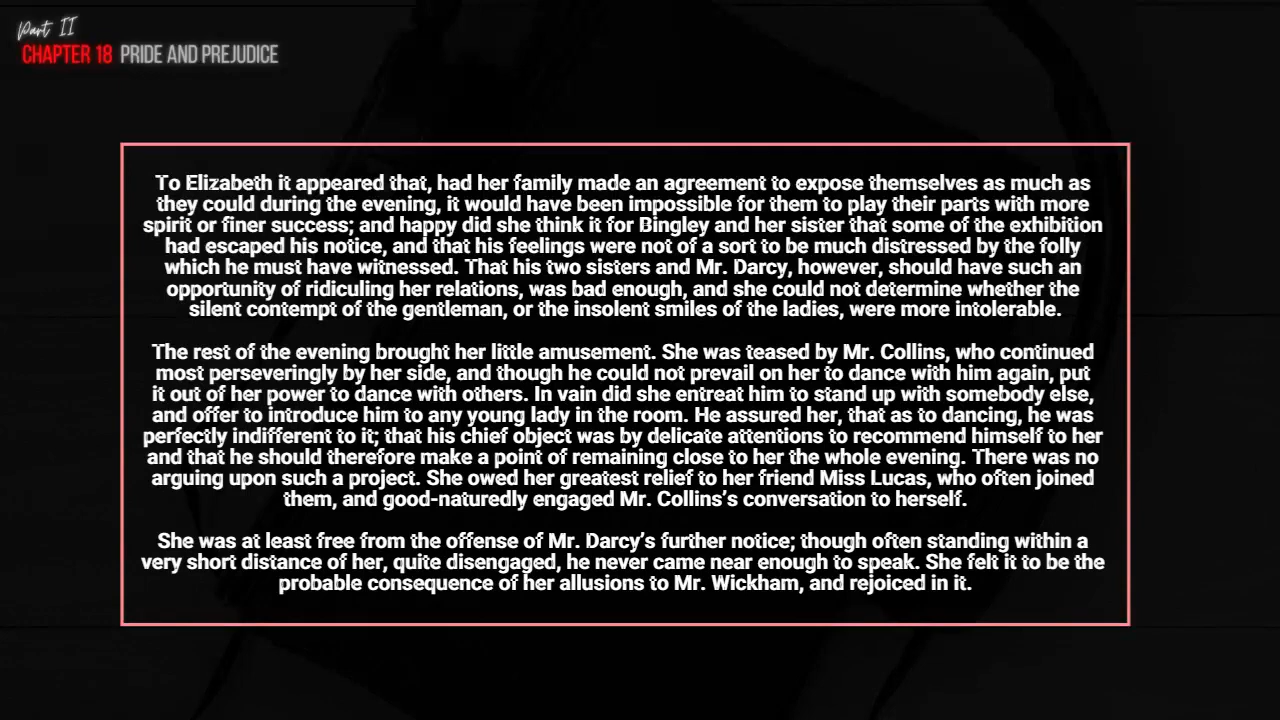 Part II
CHAPTER 18 PRIDE AND PREJUDICE
To Elizabeth it appeared that, had her family made an agreement to expose themselves as much as
they could during the evening, it would have been impossible for them to play their parts with more
spirit or finer success; and happy did she think it for Bingley and her sister that some of the exhibition
had escaped his notice, and that his feelings were not of a sort to be much distressed by the folly
which he must have witnessed. That his two sisters and Mr. Darcy, however, should have such an
opportunity of ridiculing her relations, was bad enough, and she could not determine whether the
silent contempt of the gentleman, or the insolent smiles of the ladies, were more intolerable.
The rest of the evening brought her little amusement. She was teased by Mr. Collins, who continued
most perseveringly by her side, and though he could not prevail on her to dance with him again, put
it out of her power to dance with others. In vain did she entreat him to stand up with somebody else,
and offer to introduce him to any young lady in the room. He assured her, that as to dancing, he was
perfectly indifferent to it; that his chief object was by delicate attentions to recommend himself to her
and that he should therefore make a point of remaining close to her the whole evening. There was no
arguing upon such a project. She owed her greatest relief to her friend Miss Lucas, who often joined
them, and good-naturedly engaged Mr. Collins's conversation to herself.
She was at least free from the offense of Mr. Darcy's further notice; though often standing within a
very short distance of her, quite disengaged, he never came near enough to speak. She felt it to be the
probable consequence of her allusions to Mr. Wickham, and rejoiced in it.